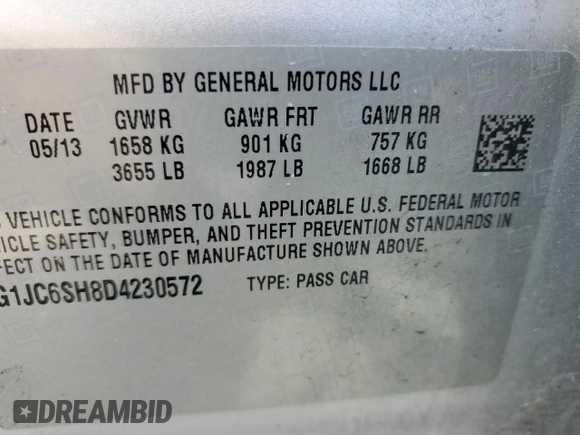 MFD BY GENERAL MOTORS LLC
DATE GVWR GAWR FRT GAWR RR
05/13 1658 KG 901 KG 757 KG
3655 LB 1987 LB 1668 LB
S VEHICLE CONFORMS TO ALL APPLICABLE U.S. FEDERAL MOTOR
ICLE SAFETY, BUMPER, AND THEFT PREVENTION STANDARDS IN
FECT ON THE DATE OF MANUFACTURE SHOWN ABOVE.
G1JC6SH8D4230572 TYPE: PASS CAR
DREAMBID